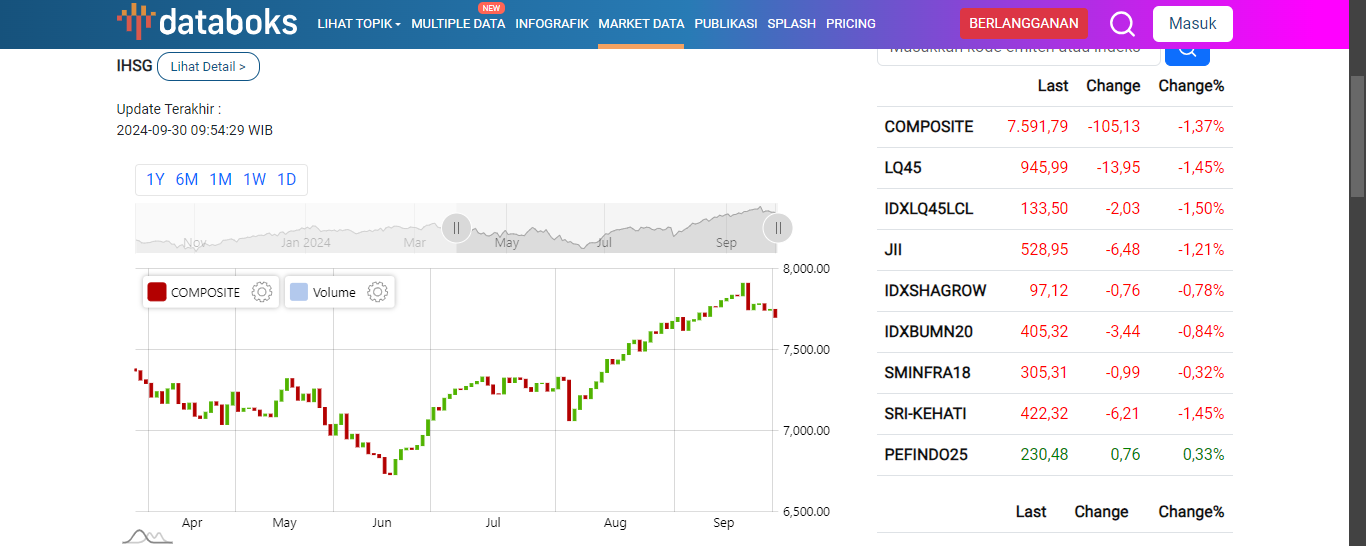 databoks
LIHAT TOPIK
MULTIPLE DATA
NEW
INFOGRAFIK
MARKET DATA
PUBLIKASI
SPLASH
PRICING
BERLANGGANAN
Masuk
IHSG
Lihat Detail >
Update Terakhir :
2024-09-30 09:54:29 WIB
1Y 6M 1M 1W 1D
Nov Jan 2024 Mar May Jul Sep
COMPOSITE Volume
8,000.00
7,500.00
7,000.00
6,500.00
Apr May Jun Jul Aug Sep
Masukkan kode emiten atau indeks
Last Change Change%
COMPOSITE 7.591,79 -105,13 -1,37%
LQ45 945,99 -13,95 -1,45%
IDXLQ45LCL 133,50 -2,03 -1,50%
JII 528,95 -6,48 -1,21%
IDXSHAGROW 97,12 -0,76 -0,78%
IDXBUMN20 405,32 -3,44 -0,84%
SMINFRA18 305,31 -0,99 -0,32%
SRI-KEHATI 422,32 -6,21 -1,45%
PEFINDO25 230,48 0,76 0,33%
Last Change Change%